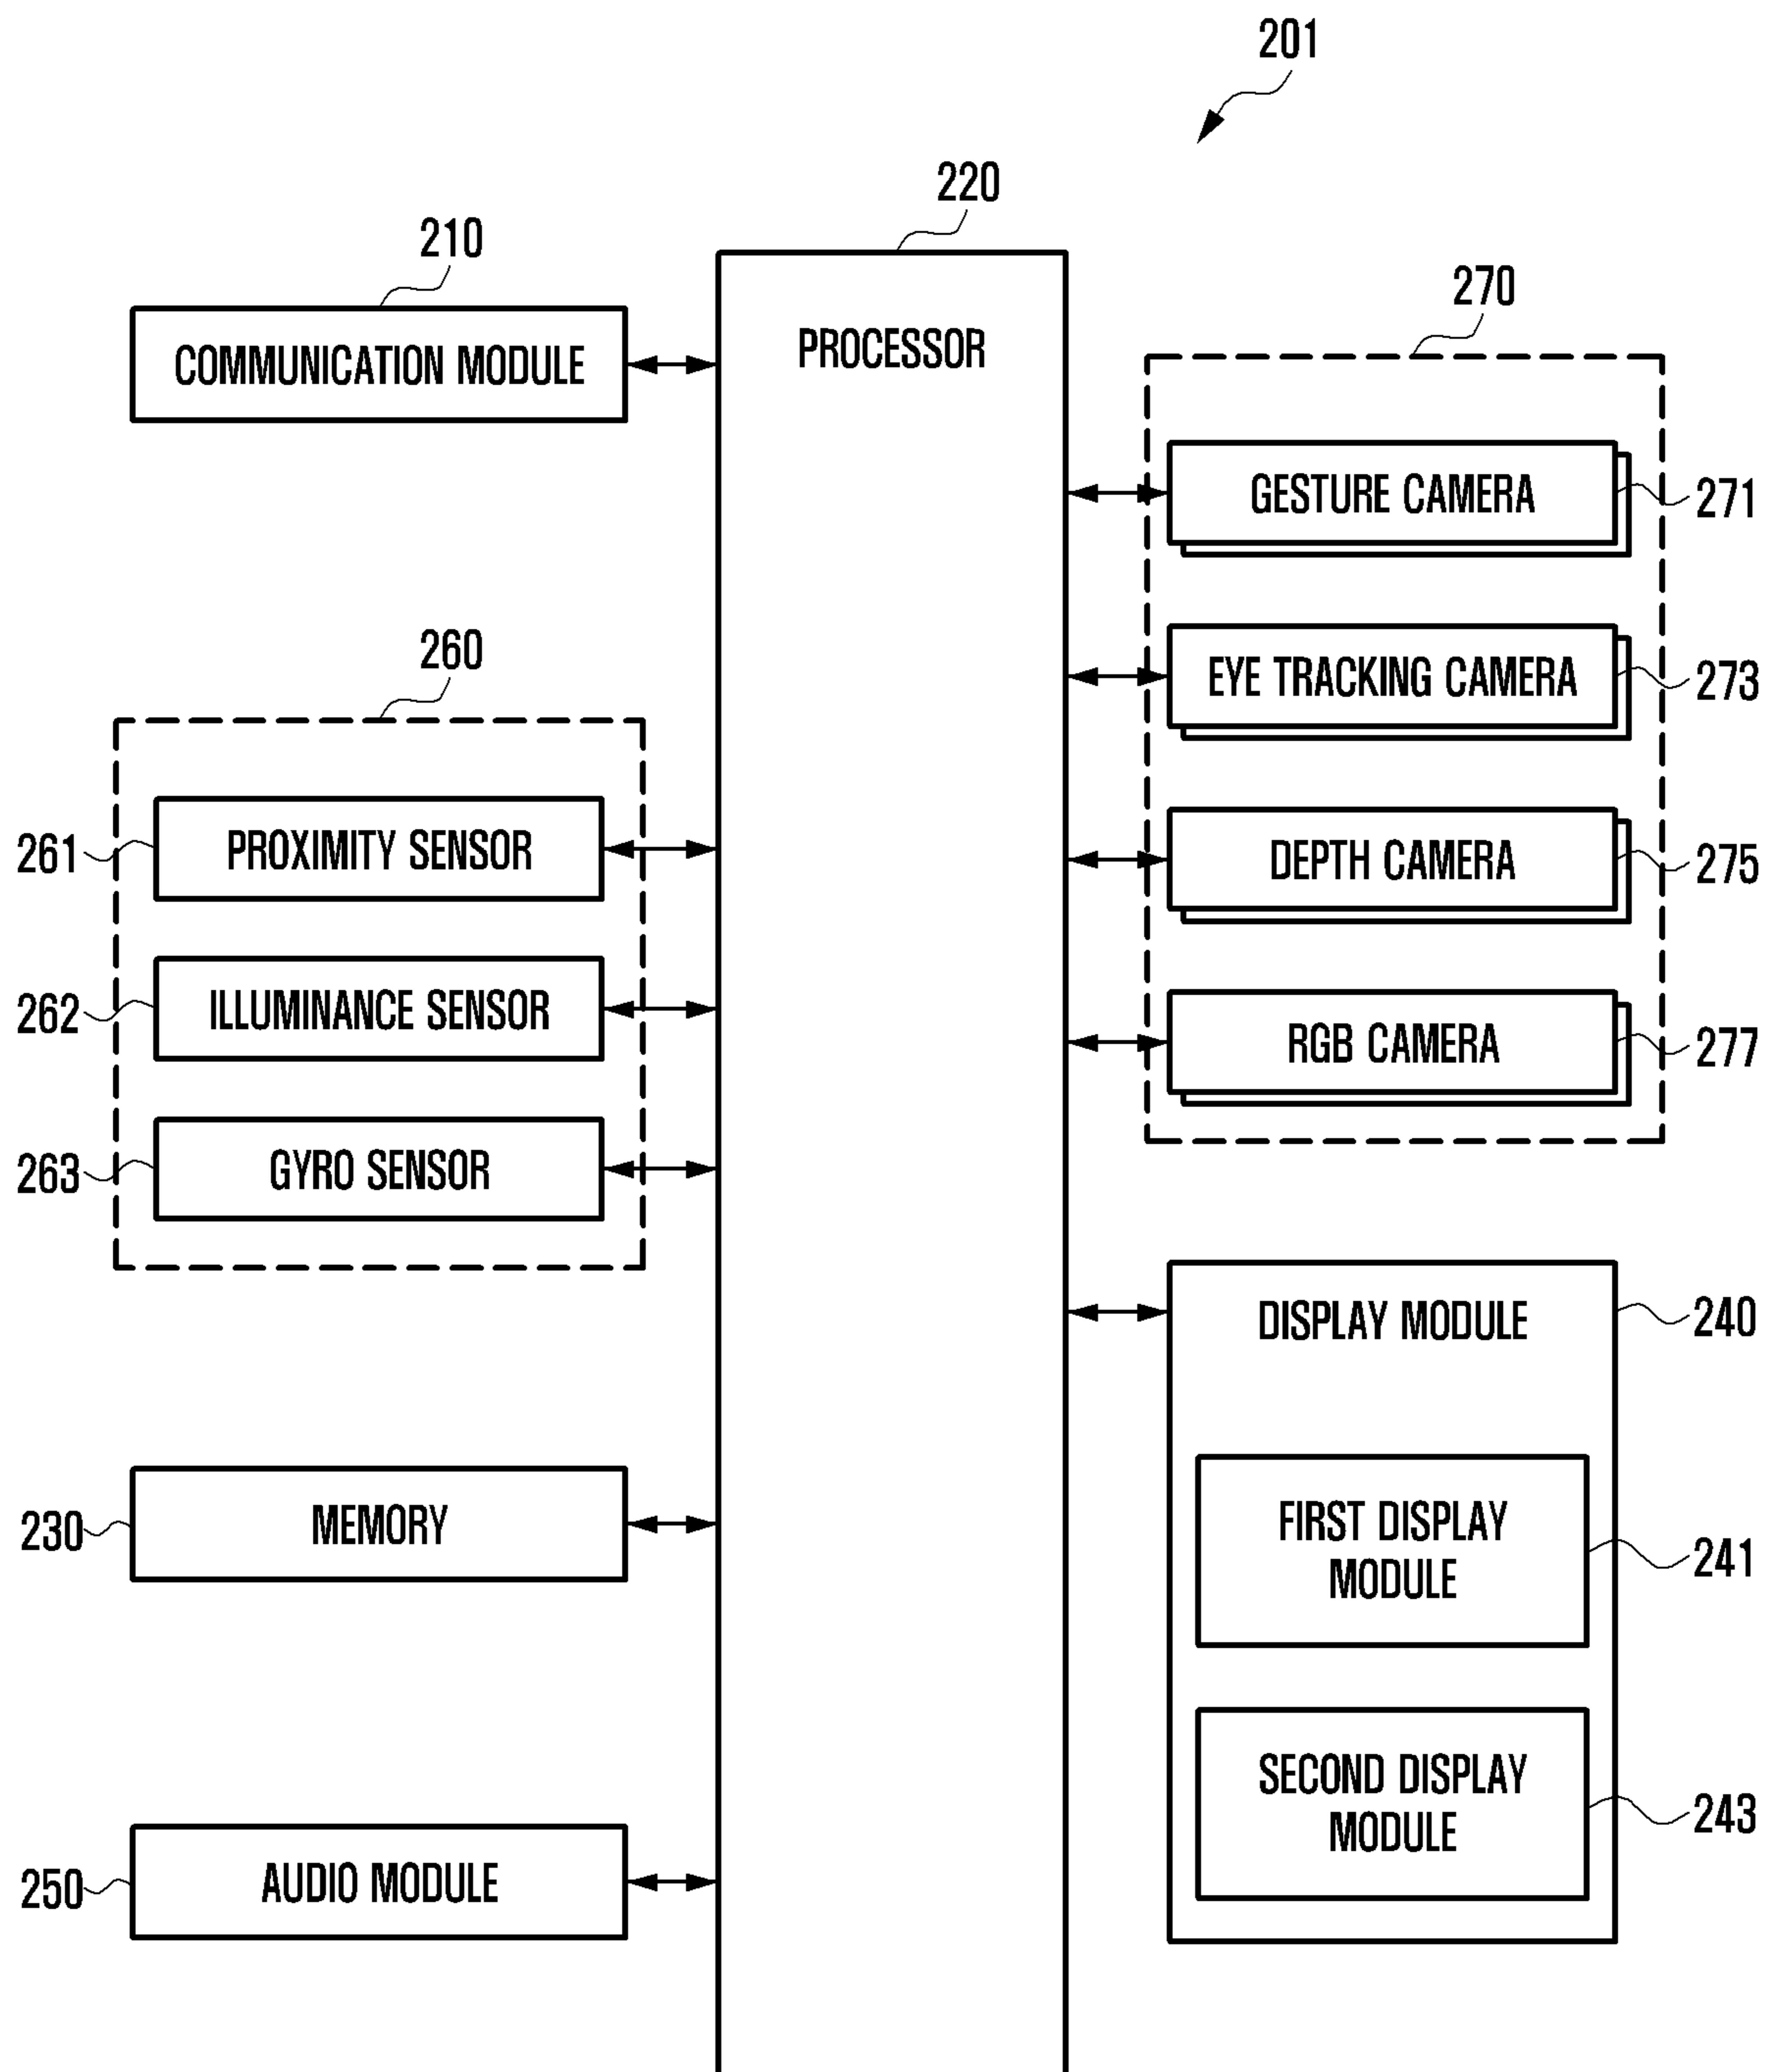 201
220
210
COMMUNICATION MODULE
PROCESSOR
270
GESTURE CAMERA
271
EYE TRACKING CAMERA
273
DEPTH CAMERA
275
RGB CAMERA
277
260
261
PROXIMITY SENSOR
262
ILLUMINANCE SENSOR
263
GYRO SENSOR
DISPLAY MODULE
240
FIRST DISPLAY
MODULE
241
SECOND DISPLAY
MODULE
243
230
MEMORY
250
AUDIO MODULE